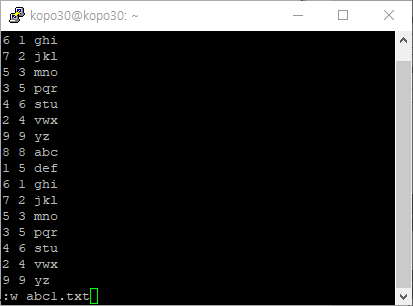 kopo30@kopo30: ~
6 1 ghi
7 2 jkl
5 3 mno
3 5 pqr
4 6 stu
2 4 vwx
9 9 yz
8 8 abc
1 5 def
6 1 ghi
7 2 jkl
5 3 mno
3 5 pqr
4 6 stu
2 4 vwx
9 9 yz
:w abc1.txt